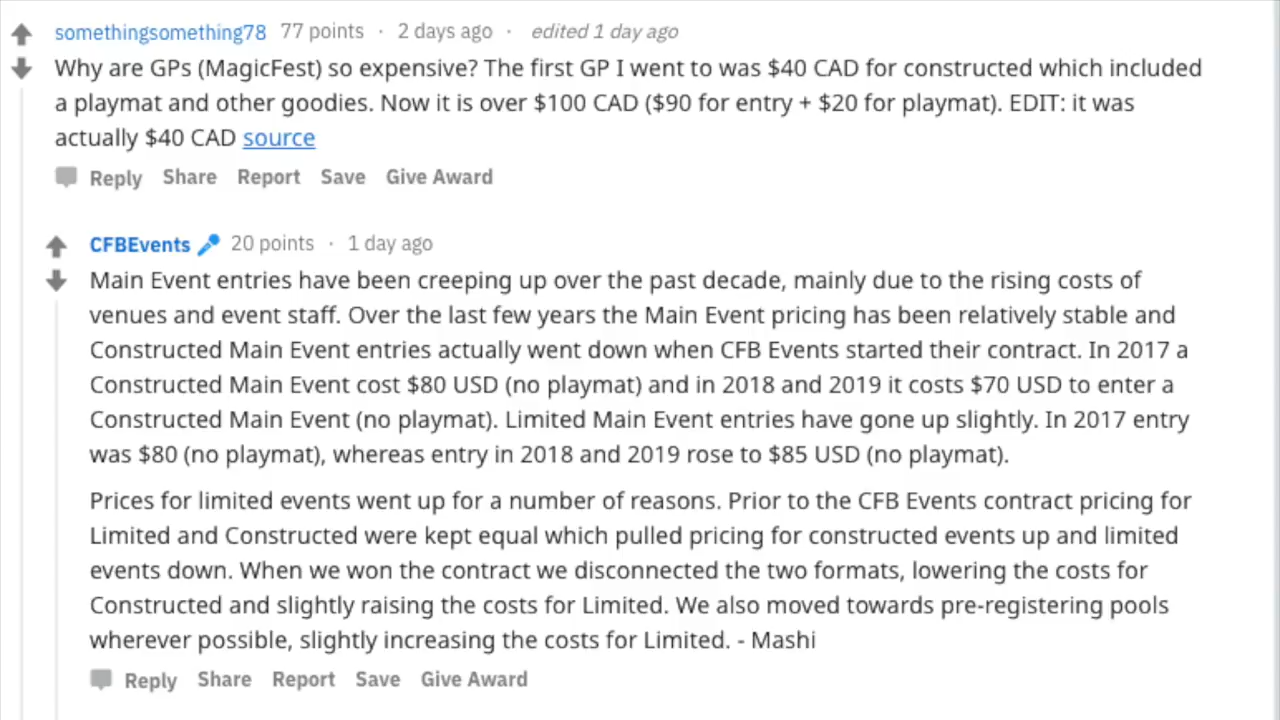 somethingsomething78 77 points · 2 days ago · edited 1 day ago
Why are GPs (MagicFest) so expensive? The first GP I went to was $40 CAD for constructed which included
a playmat and other goodies. Now it is over $100 CAD ($90 for entry + $20 for playmat). EDIT: it was
actually $40 CAD source
Reply Share Report Save Give Award
CFBEvents 20 points · 1 day ago
Main Event entries have been creeping up over the past decade, mainly due to the rising costs of
venues and event staff. Over the last few years the Main Event pricing has been relatively stable and
Constructed Main Event entries actually went down when CFB Events started their contract. In 2017 a
Constructed Main Event cost $80 USD (no playmat) and in 2018 and 2019 it costs $70 USD to enter a
Constructed Main Event (no playmat). Limited Main Event entries have gone up slightly. In 2017 entry
was $80 (no playmat), whereas entry in 2018 and 2019 rose to $85 USD (no playmat).
Prices for limited events went up for a number of reasons. Prior to the CFB Events contract pricing for
Limited and Constructed were kept equal which pulled pricing for constructed events up and limited
events down. When we won the contract we disconnected the two formats, lowering the costs for
Constructed and slightly raising the costs for Limited. We also moved towards pre-registering pools
wherever possible, slightly increasing the costs for Limited. - Mashi
Reply Share Report Save Give Award